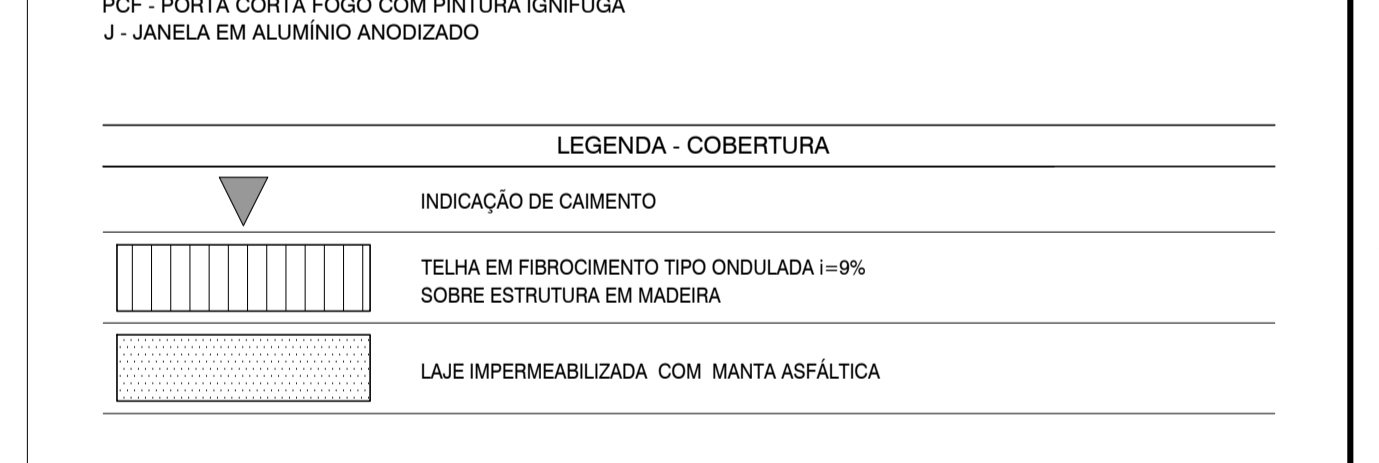 PCF - PORTA CORTA FOGO COM PINTURA IGNÍFUGA
J - JANELA EM ALUMÍNIO ANODIZADO
LEGENDA - COBERTURA
INDICAÇÃO DE CAIMENTO
TELHA EM FIBROCIMENTO TIPO ONDULADA i=9%
SOBRE ESTRUTURA EM MADEIRA
LAJE IMPERMEABILIZADA COM MANTA ASFÁLTICA